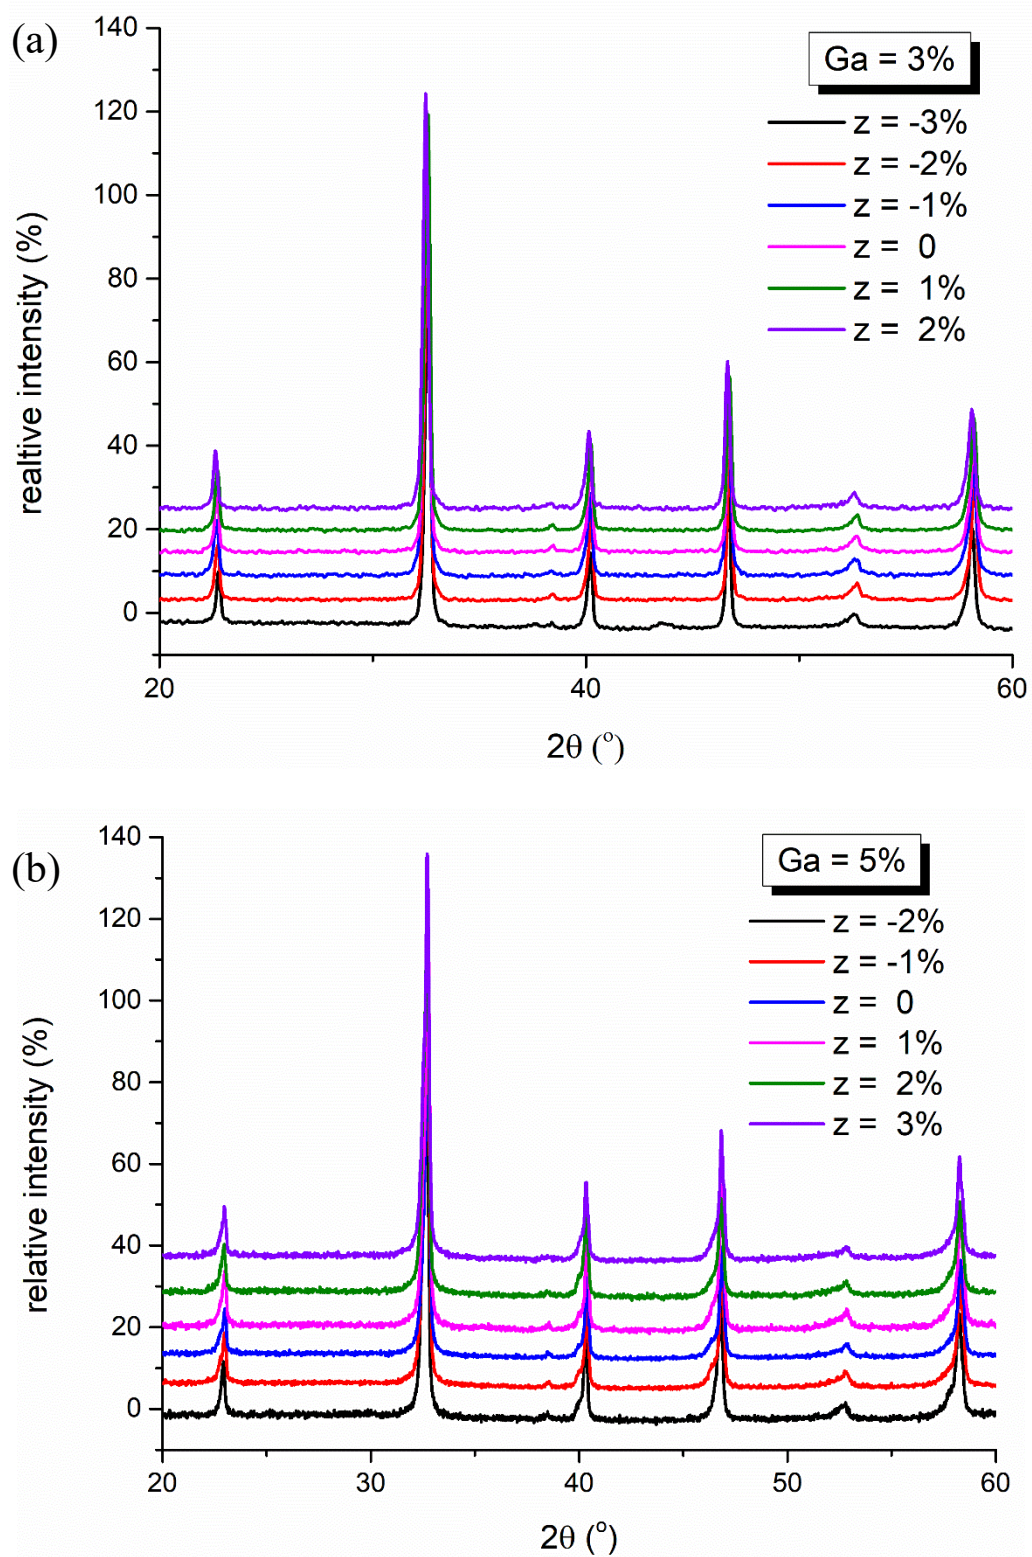 (a)
140
120
100
80
60
40
20
0
realtive intensity (%)
Ga = 3%
z = -3%
z = -2%
z = -1%
z = 0
z = 1%
z = 2%
20
40
60
2θ (°)
(b)
140
120
100
80
60
40
20
0
relative intensity (%)
Ga = 5%
z = -2%
z = -1%
z = 0
z = 1%
z = 2%
z = 3%
20
30
40
50
60
2θ (°)